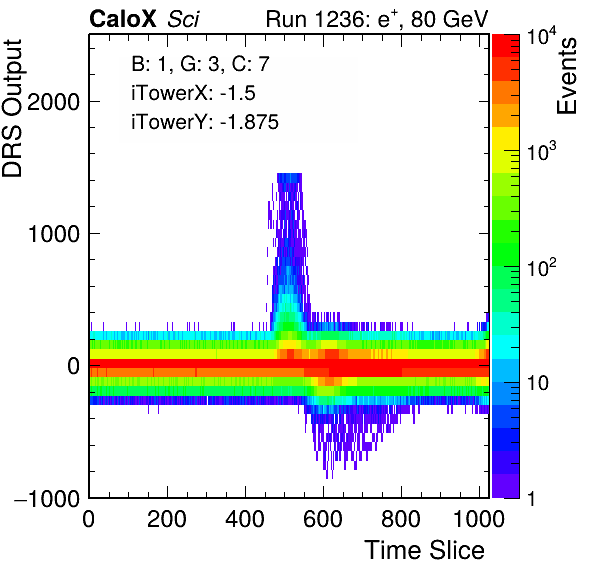 CaloX Sci Run 1236: e⁺, 80 GeV
B: 1, G: 3, C: 7
iTowerX: -1.5
iTowerY: -1.875
DRS Output
2000
1000
0
−1000
0 200 400 600 800 1000
Time Slice
Events
10⁴
10³
10²
10
1